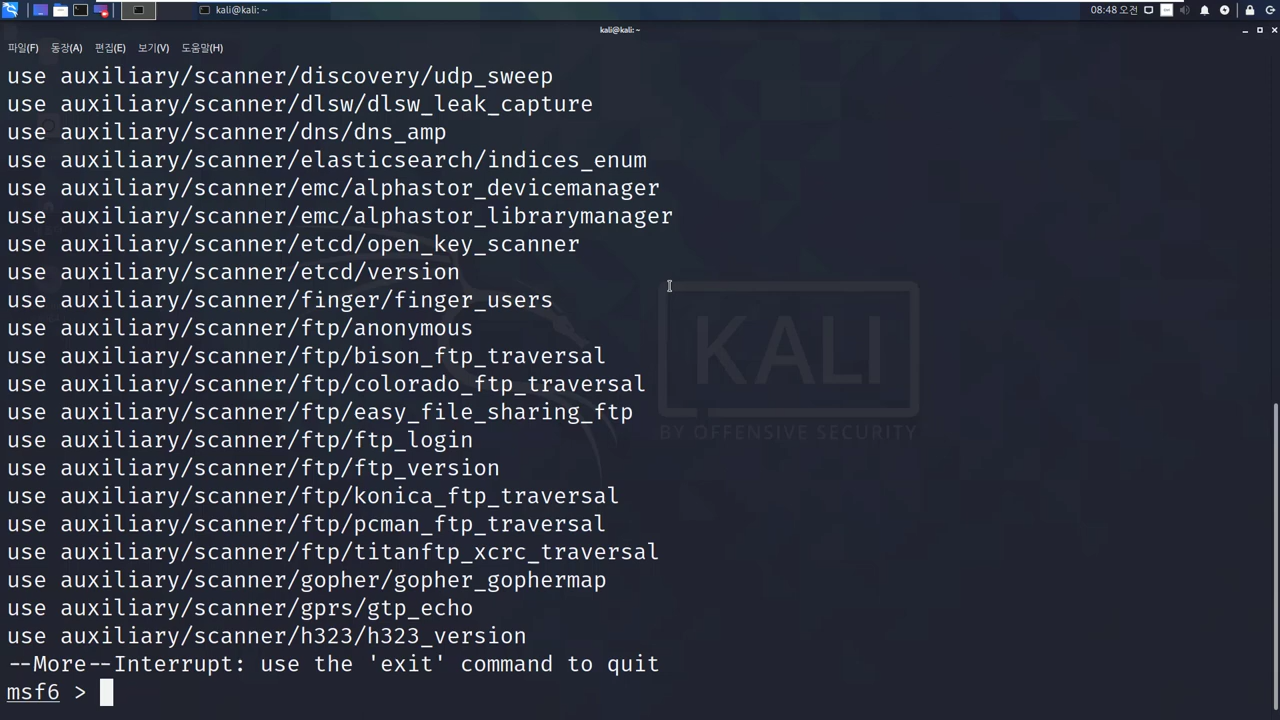 kali@kali: ~
08:48 오전
kali@kali: ~
파일(F) 동장(A) 편집(E) 보기(V) 도움말(H)
use auxiliary/scanner/discovery/udp_sweep
use auxiliary/scanner/dlsw/dlsw_leak_capture
use auxiliary/scanner/dns/dns_amp
use auxiliary/scanner/elasticsearch/indices_enum
use auxiliary/scanner/emc/alphastor_devicemanager
use auxiliary/scanner/emc/alphastor_librarymanager
use auxiliary/scanner/etcd/open_key_scanner
use auxiliary/scanner/etcd/version
use auxiliary/scanner/finger/finger_users
use auxiliary/scanner/ftp/anonymous
use auxiliary/scanner/ftp/bison_ftp_traversal
use auxiliary/scanner/ftp/colorado_ftp_traversal
use auxiliary/scanner/ftp/easy_file_sharing_ftp
use auxiliary/scanner/ftp/ftp_login
use auxiliary/scanner/ftp/ftp_version
use auxiliary/scanner/ftp/konica_ftp_traversal
use auxiliary/scanner/ftp/pcman_ftp_traversal
use auxiliary/scanner/ftp/titanftp_xcrc_traversal
use auxiliary/scanner/gopher/gopher_gophermap
use auxiliary/scanner/gprs/gtp_echo
use auxiliary/scanner/h323/h323_version
--More--Interrupt: use the 'exit' command to quit
msf6 >
KALI
BY OFFENSIVE SECURITY